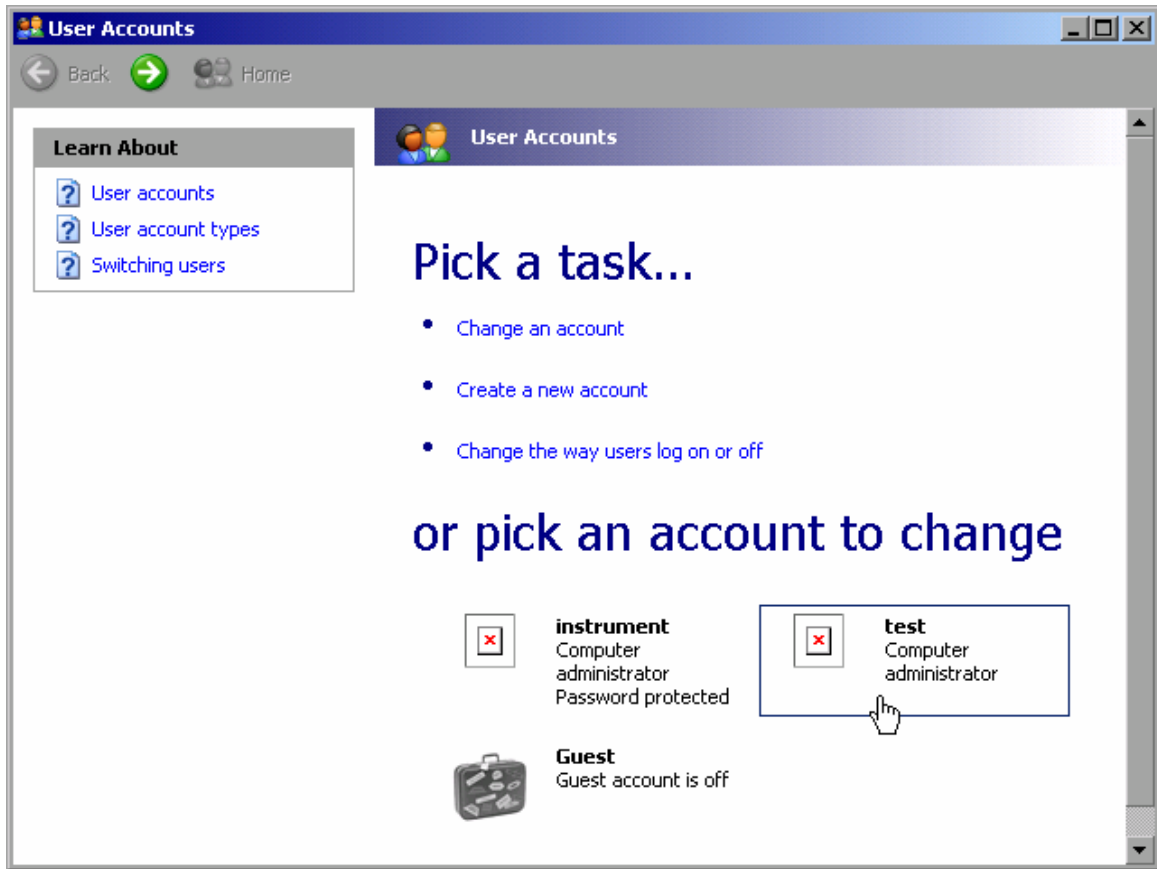 User Accounts
Back
Home
Learn About
User accounts
User account types
Switching users
User Accounts
Pick a task...
• Change an account
• Create a new account
• Change the way users log on or off
or pick an account to change
instrument
Computer
administrator
Password protected
test
Computer
administrator
Guest
Guest account is off